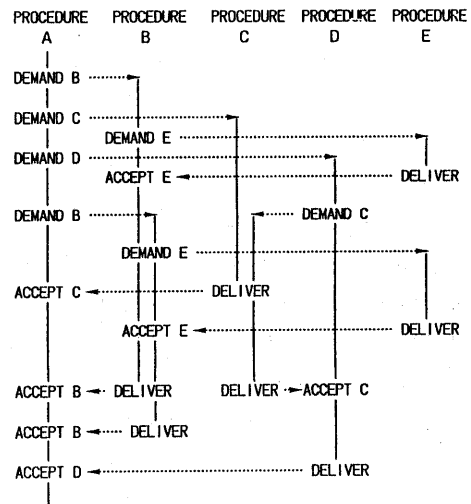 PROCEDURE PROCEDURE PROCEDURE PROCEDURE PROCEDURE
A B C D E
DEMAND B
DEMAND C
DEMAND E
DEMAND D
ACCEPT E DELIVER
DEMAND B DEMAND C
DEMAND E
ACCEPT C DELIVER
ACCEPT E DELIVER
ACCEPT B DELIVER DELIVER ACCEPT C
ACCEPT B DELIVER
ACCEPT D DELIVER